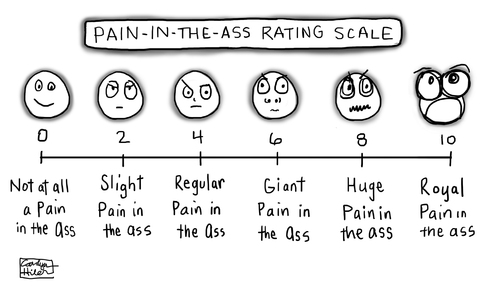 PAIN-IN-THE-ASS RATING SCALE
0 2 4 6 8 10
Not at all
a Pain
in the ass
Slight
Pain in
the ass
Regular
Pain in
the ass
Giant
Pain in
the ass
Huge
Pain in
the ass
Royal
Pain in
the ass